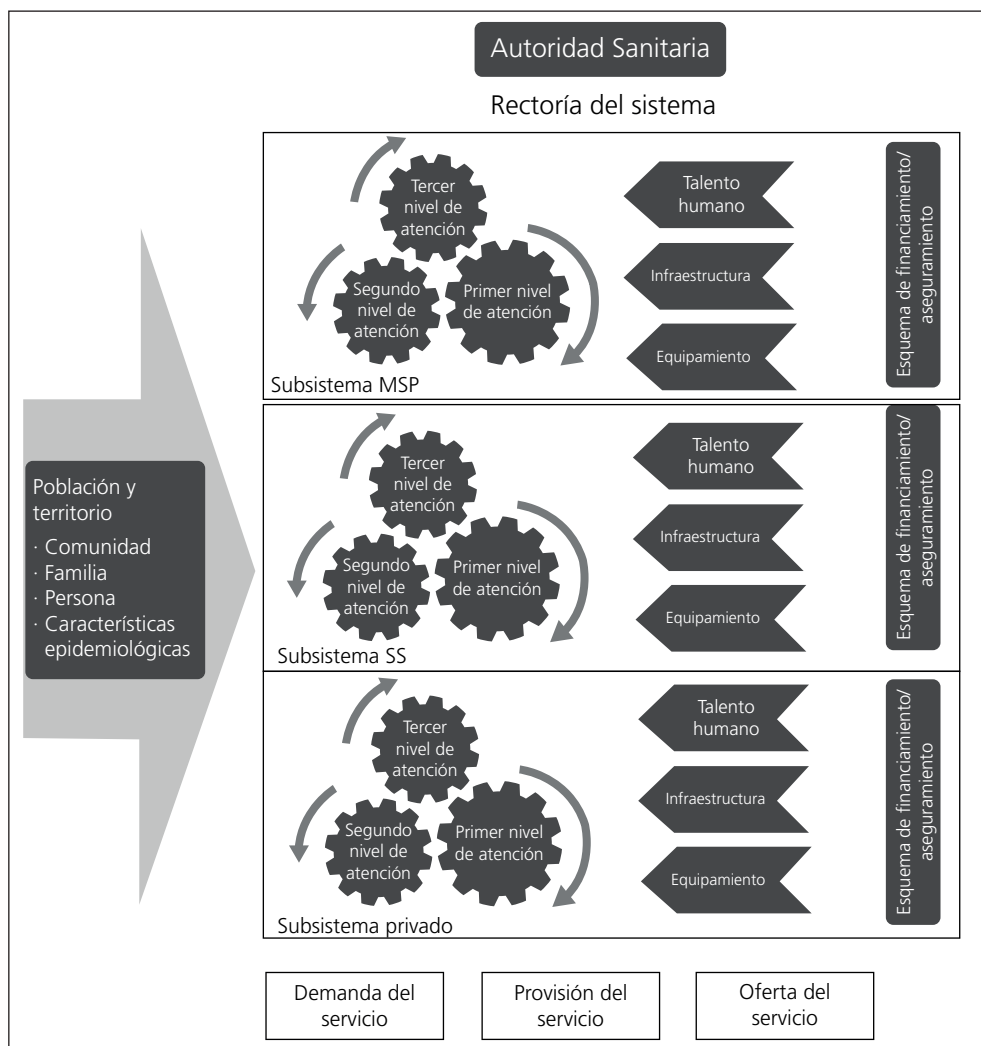 Autoridad Sanitaria
Rectoría del sistema
Población y
territorio
· Comunidad
· Familia
· Persona
· Características
epidemiológicas
Tercer
nivel de
atención
Segundo
nivel de
atención
Primer nivel
de atención
Subsistema MSP
Talento
humano
Infraestructura
Equipamiento
Esquema de financiamiento/
aseguramiento
Tercer
nivel de
atención
Segundo
nivel de
atención
Primer nivel
de atención
Subsistema SS
Talento
humano
Infraestructura
Equipamiento
Esquema de financiamiento/
aseguramiento
Tercer
nivel de
atención
Segundo
nivel de
atención
Primer nivel
de atención
Subsistema privado
Talento
humano
Infraestructura
Equipamiento
Esquema de financiamiento/
aseguramiento
Demanda del
servicio
Provisión del
servicio
Oferta del
servicio